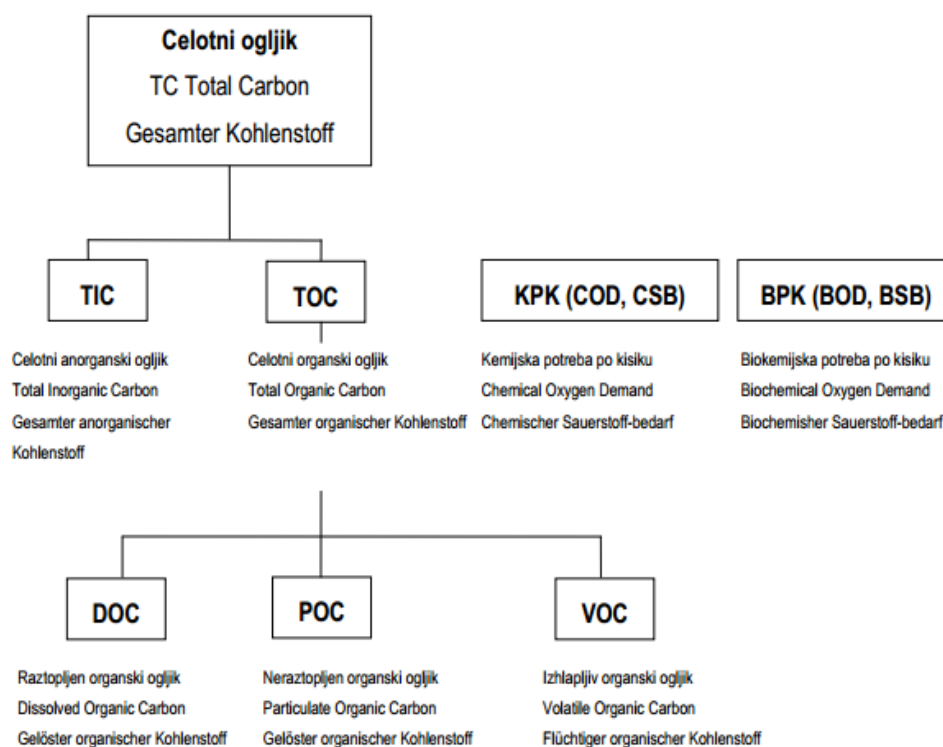 Celotni ogljik
TC Total Carbon
Gesamter Kohlenstoff
TIC
Celotni anorganski ogljik
Total Inorganic Carbon
Gesamter anorganischer
Kohlenstoff
TOC
Celotni organski ogljik
Total Organic Carbon
Gesamter organischer Kohlenstoff
KPK (COD, CSB)
Kemijska potreba po kisiku
Chemical Oxygen Demand
Chemischer Sauerstoff-bedarf
BPK (BOD, BSB)
Biokemijska potreba po kisiku
Biochemical Oxygen Demand
Biochemisher Sauerstoff-bedarf
DOC
Raztopljen organski ogljik
Dissolved Organic Carbon
Gelöster organischer Kohlenstoff
POC
Neraztopljen organski ogljik
Particulate Organic Carbon
Gelöster organischer Kohlenstoff
VOC
Izhlapljiv organski ogljik
Volatile Organic Carbon
Flüchtiger organischer Kohlenstoff